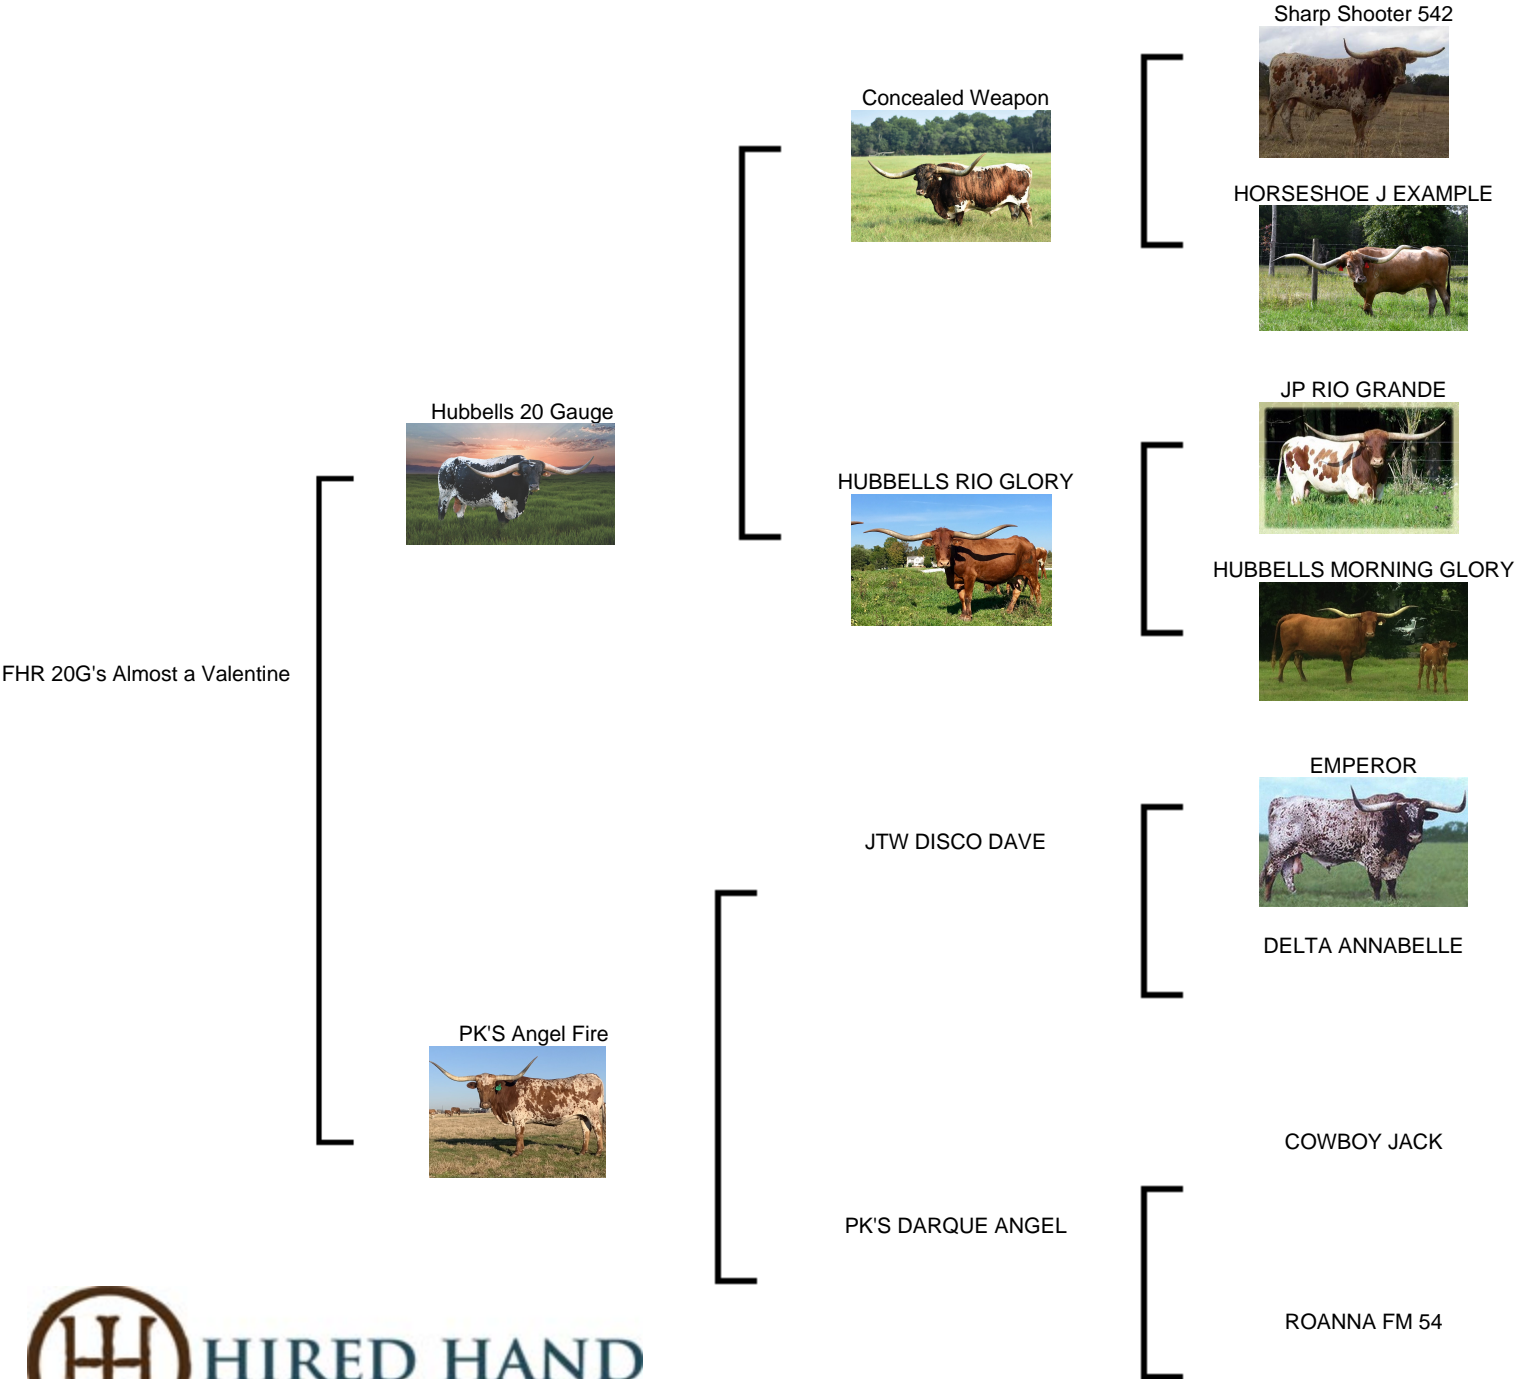 Sharp Shooter 542
Concealed Weapon
HORSESHOE J EXAMPLE
JP RIO GRANDE
Hubbells 20 Gauge
HUBBELLS RIO GLORY
HUBBELLS MORNING GLORY
FHR 20G's Almost a Valentine
EMPEROR
JTW DISCO DAVE
DELTA ANNABELLE
PK'S Angel Fire
COWBOY JACK
PK'S DARQUE ANGEL
ROANNA FM 54
HIRED HAND